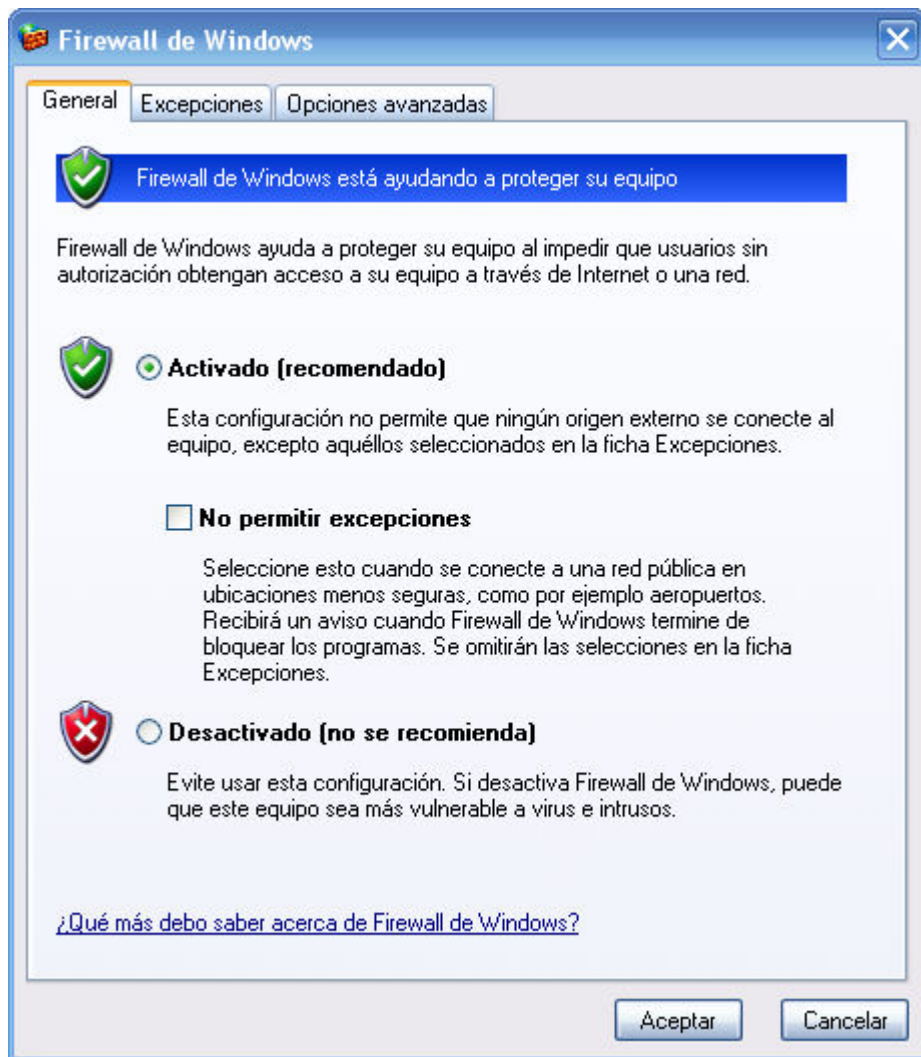 Firewall de Windows
General
Excepciones
Opciones avanzadas
Firewall de Windows está ayudando a proteger su equipo
Firewall de Windows ayuda a proteger su equipo al impedir que usuarios sin
autorización obtengan acceso a su equipo a través de Internet o una red.
Activado (recomendado)
Esta configuración no permite que ningún origen externo se conecte al
equipo, excepto aquéllos seleccionados en la ficha Excepciones.
No permitir excepciones
Seleccione esto cuando se conecte a una red pública en
ubicaciones menos seguras, como por ejemplo aeropuertos.
Recibirá un aviso cuando Firewall de Windows termine de
bloquear los programas. Se omitirán las selecciones en la ficha
Excepciones.
Desactivado (no se recomienda)
Evite usar esta configuración. Si desactiva Firewall de Windows, puede
que este equipo sea más vulnerable a virus e intrusos.
¿Qué más debo saber acerca de Firewall de Windows?
Aceptar
Cancelar